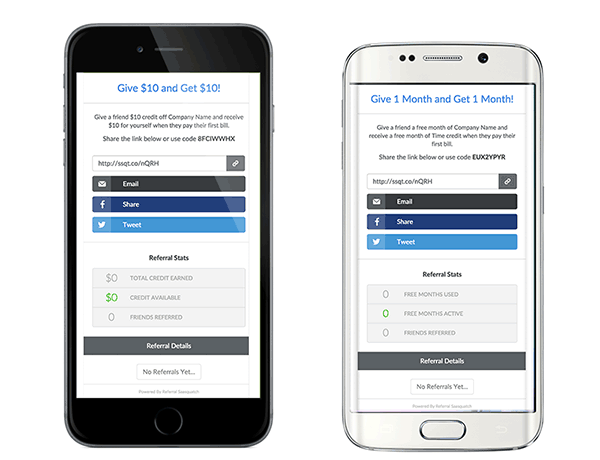 Give $10 and Get $10!
Give a friend $10 credit off Company Name and receive
$10 for yourself when they pay their first bill.
Share the link below or use code 8FCIWWHX
http://ssqt.co/nQRH
Email
Share
Tweet
Referral Stats
$0 TOTAL CREDIT EARNED
$0 CREDIT AVAILABLE
0 FRIENDS REFERRED
Referral Details
No Referrals Yet...
Powered By Referral Saasquatch
Give 1 Month and Get 1 Month!
Give a friend a free month of Company Name and
receive a free month of Time credit when they pay their
first bill.
Share the link below or use code EUX2YPYR
http://ssqt.co/nQRH
Email
Share
Tweet
Referral Stats
0 FREE MONTHS USED
0 FREE MONTHS ACTIVE
0 FRIENDS REFERRED
Referral Details
No Referrals Yet...
Powered By Referral Saasquatch